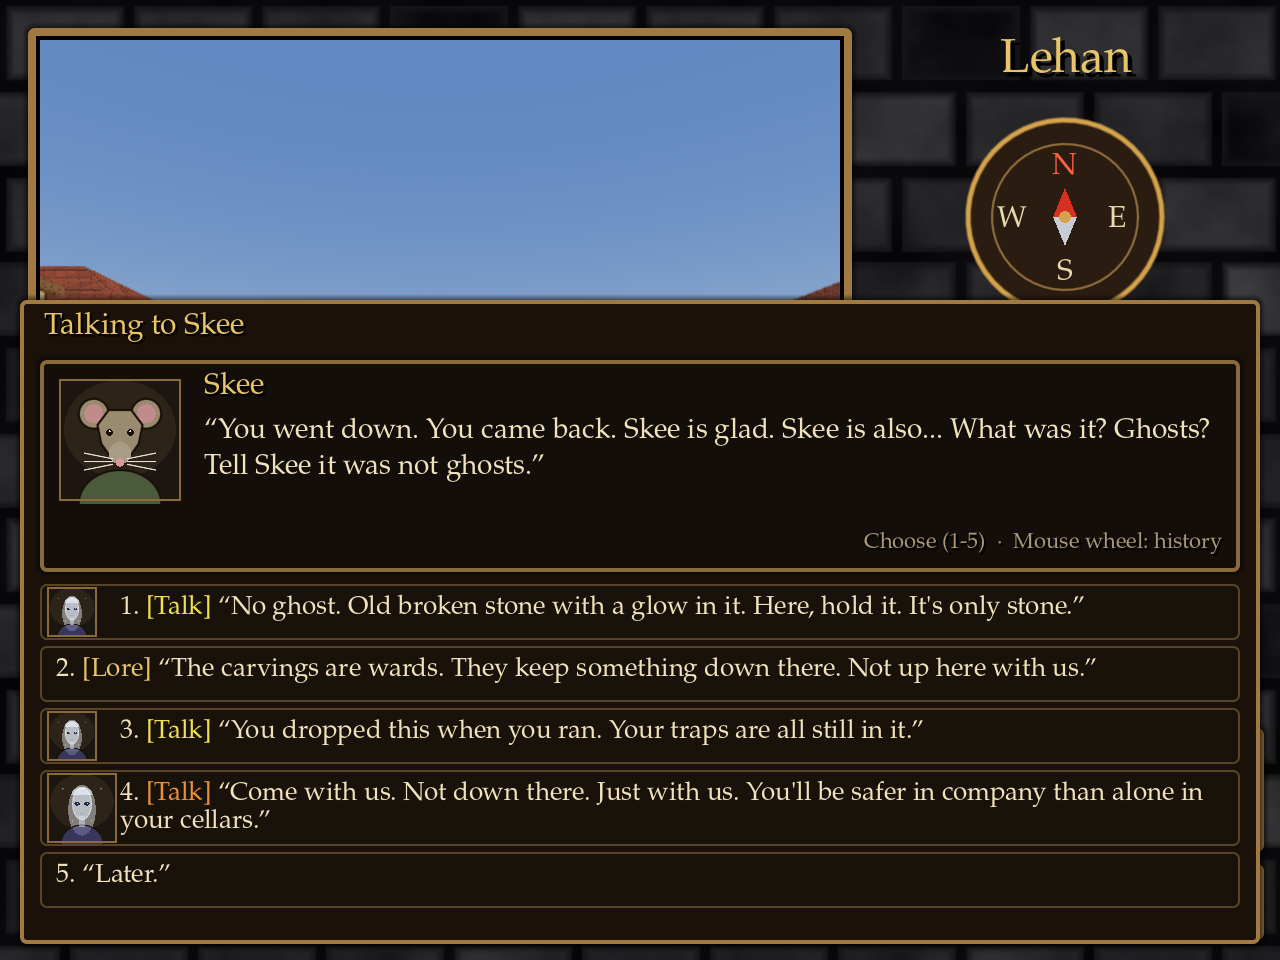 Lehan
N
W E
S
Talking to Skee
Skee
“You went down. You came back. Skee is glad. Skee is also... What was it? Ghosts?
Tell Skee it was not ghosts.”
Choose (1-5) · Mouse wheel: history
1. [Talk] “No ghost. Old broken stone with a glow in it. Here, hold it. It's only stone.”
2. [Lore] “The carvings are wards. They keep something down there. Not up here with us.”
3. [Talk] “You dropped this when you ran. Your traps are all still in it.”
4. [Talk] “Come with us. Not down there. Just with us. You'll be safer in company than alone in
your cellars.”
5. “Later.”